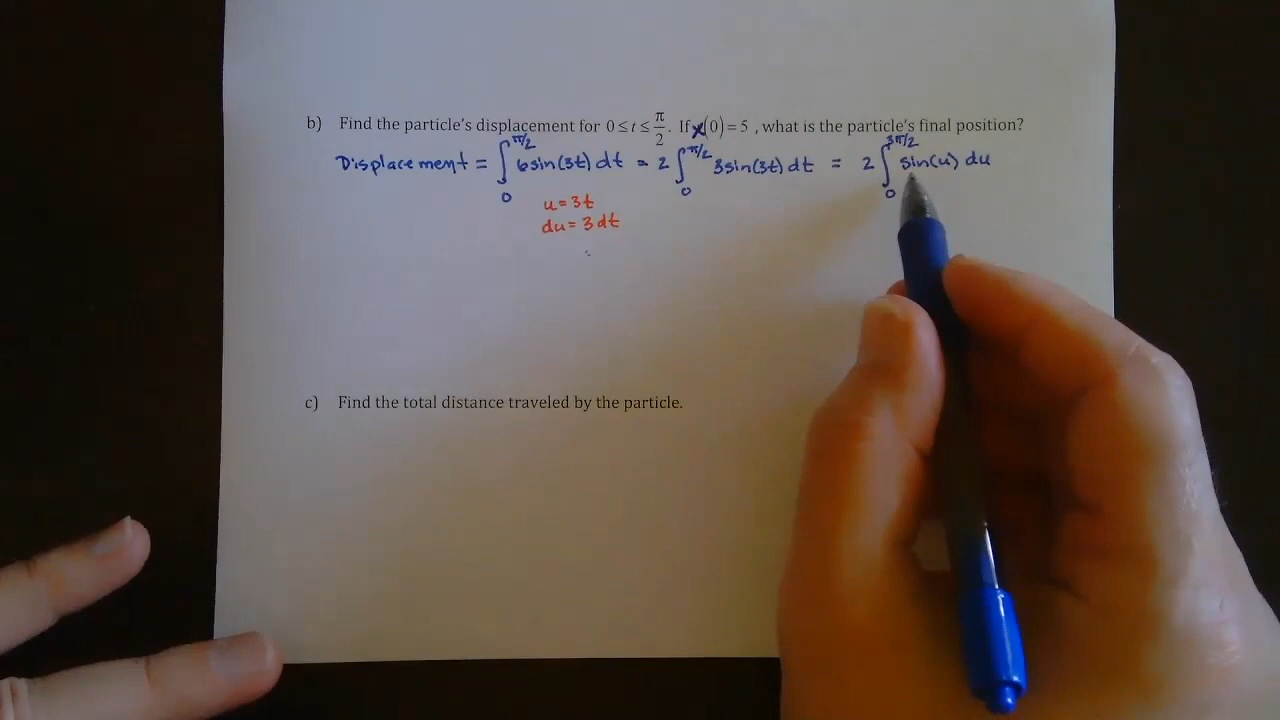 b) Find the particle's displacement for 0 ≤ t ≤ π/2. If x(0) = 5, what is the particle's final position?
Displacement = ∫₀^(π/2) 6sin(3t) dt = 2 ∫₀^(π/2) 3sin(3t) dt = 2 ∫₀^(3π/2) sin(u) du
u = 3t
du = 3 dt
c) Find the total distance traveled by the particle.